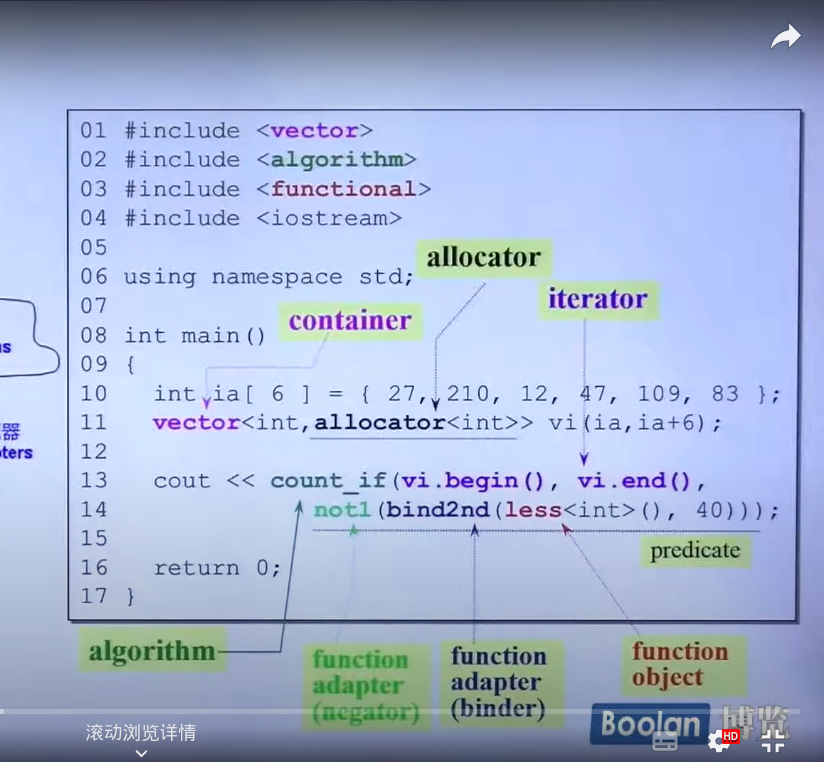 01 #include <vector>
02 #include <algorithm>
03 #include <functional>
04 #include <iostream>
05
allocator
06 using namespace std;
iterator
07
container
08 int main()
09 {
10 int ia[ 6 ] = { 27, 210, 12, 47, 109, 83 };
11 vector<int,allocator<int>> vi(ia,ia+6);
12
13 cout << count_if(vi.begin(), vi.end(),
14 not1(bind2nd(less<int>(), 40)));
15
predicate
16 return 0;
17 }
algorithm
function
adapter
(negator)
function
adapter
(binder)
function
object
Boolan 博览
滚动浏览详情
HD